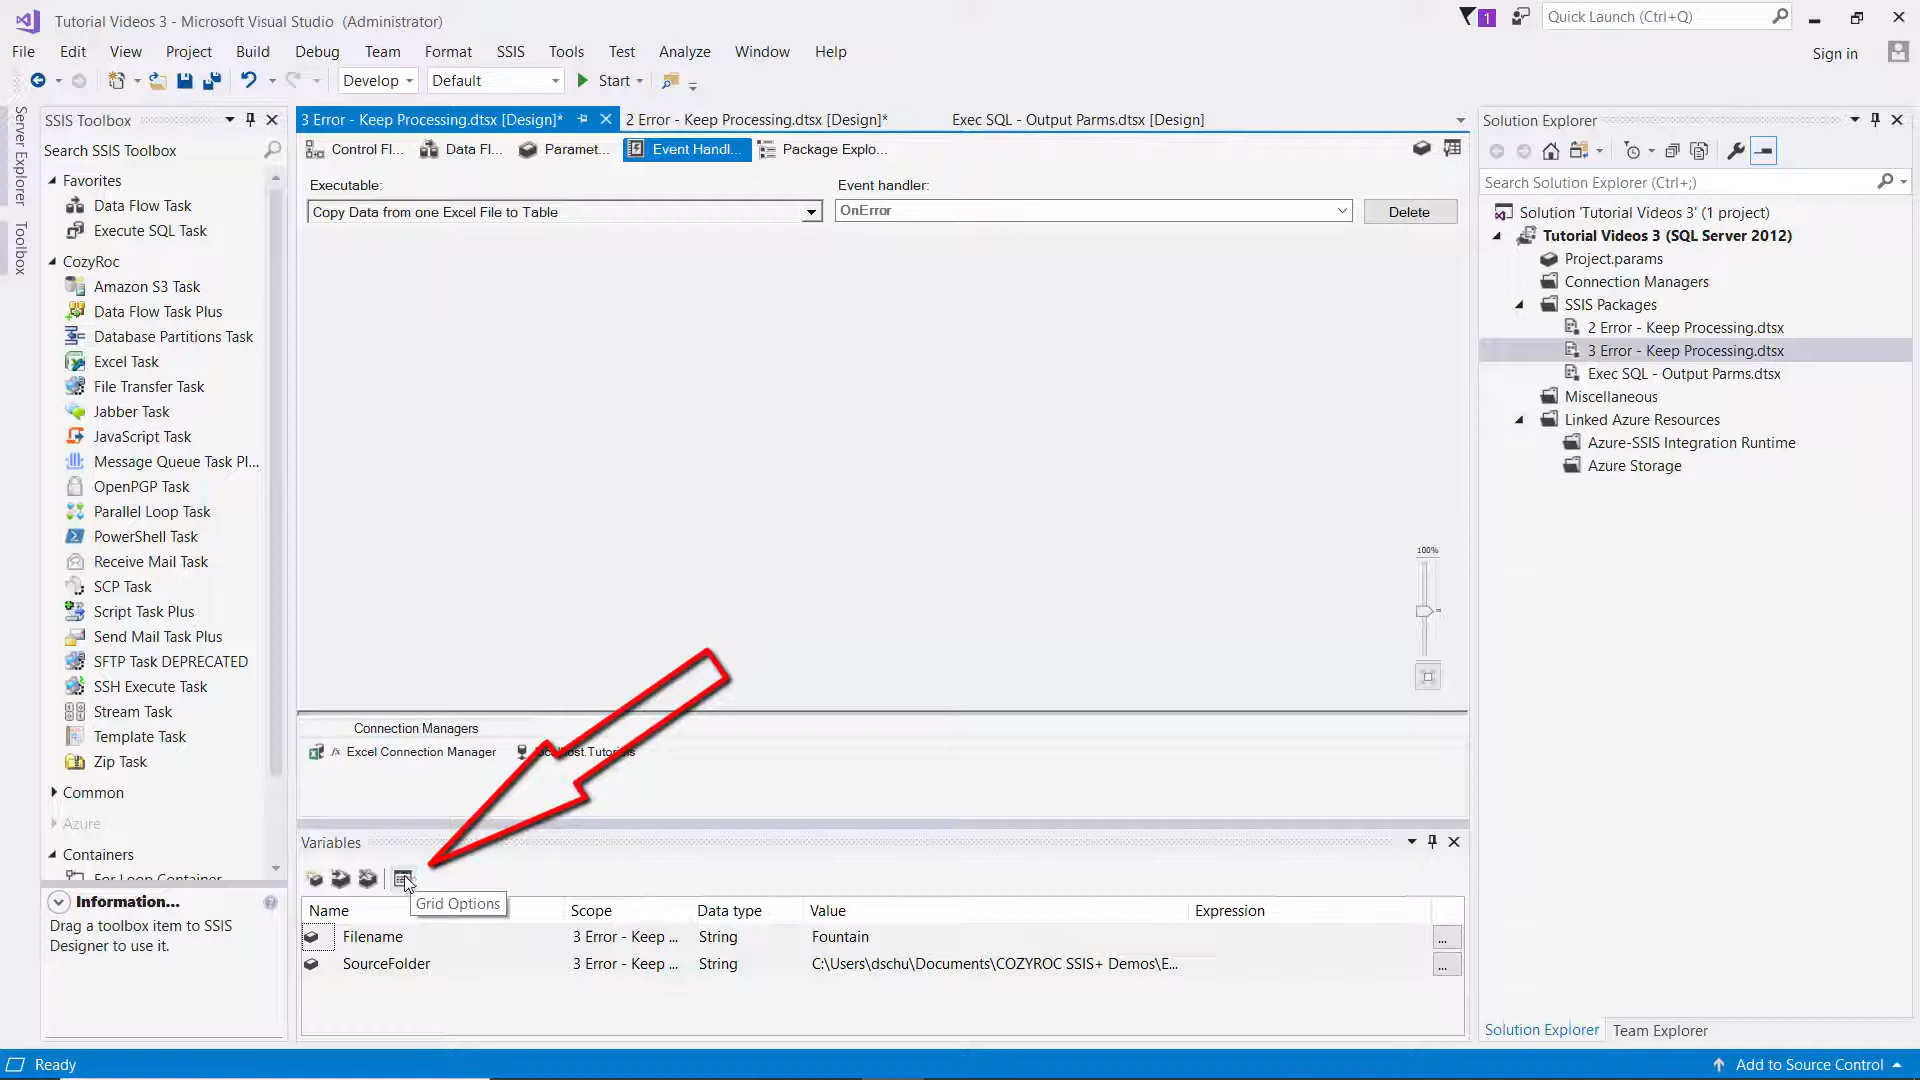 Tutorial Videos 3 - Microsoft Visual Studio (Administrator)
1
Quick Launch (Ctrl+Q)
File Edit View Project Build Debug Team Format SSIS Tools Test Analyze Window Help
Sign in
Develop Default Start
Server Explorer
Toolbox
SSIS Toolbox
Search SSIS Toolbox
Favorites
Data Flow Task
Execute SQL Task
CozyRoc
Amazon S3 Task
Data Flow Task Plus
Database Partitions Task
Excel Task
File Transfer Task
Jabber Task
JavaScript Task
Message Queue Task Pl...
OpenPGP Task
Parallel Loop Task
PowerShell Task
Receive Mail Task
SCP Task
Script Task Plus
Send Mail Task Plus
SFTP Task DEPRECATED
SSH Execute Task
Stream Task
Template Task
Zip Task
Common
Azure
Containers
For Loop Container
Information...
Drag a toolbox item to SSIS
Designer to use it.
3 Error - Keep Processing.dtsx [Design]* 2 Error - Keep Processing.dtsx [Design]* Exec SQL - Output Parms.dtsx [Design]
Control Fl... Data Fl... Paramet... Event Handl... Package Explo...
Executable: Event handler:
Copy Data from one Excel File to Table OnError Delete
100%
Connection Managers
fx Excel Connection Manager
Variables
Grid Options
Name Scope Data type Value Expression
Filename 3 Error - Keep ... String Fountain ...
SourceFolder 3 Error - Keep ... String C:\Users\dschu\Documents\COZYROC SSIS+ Demos\E... ...
Solution Explorer
Search Solution Explorer (Ctrl+;)
Solution 'Tutorial Videos 3' (1 project)
Tutorial Videos 3 (SQL Server 2012)
Project.params
Connection Managers
SSIS Packages
2 Error - Keep Processing.dtsx
3 Error - Keep Processing.dtsx
Exec SQL - Output Parms.dtsx
Miscellaneous
Linked Azure Resources
Azure-SSIS Integration Runtime
Azure Storage
Solution Explorer Team Explorer
Ready
Add to Source Control